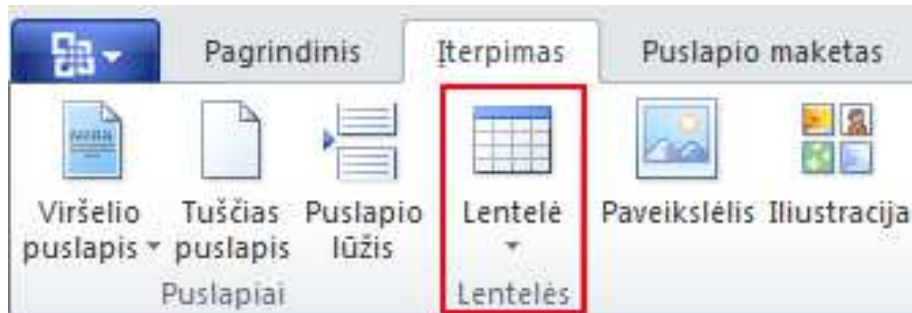 Pagrindinis Įterpimas Puslapio maketas
Viršelio Tuščias Puslapio Lentelė Paveikslėlis Iliustracija
puslapis puslapis lūžis
Puslapiai Lentelės